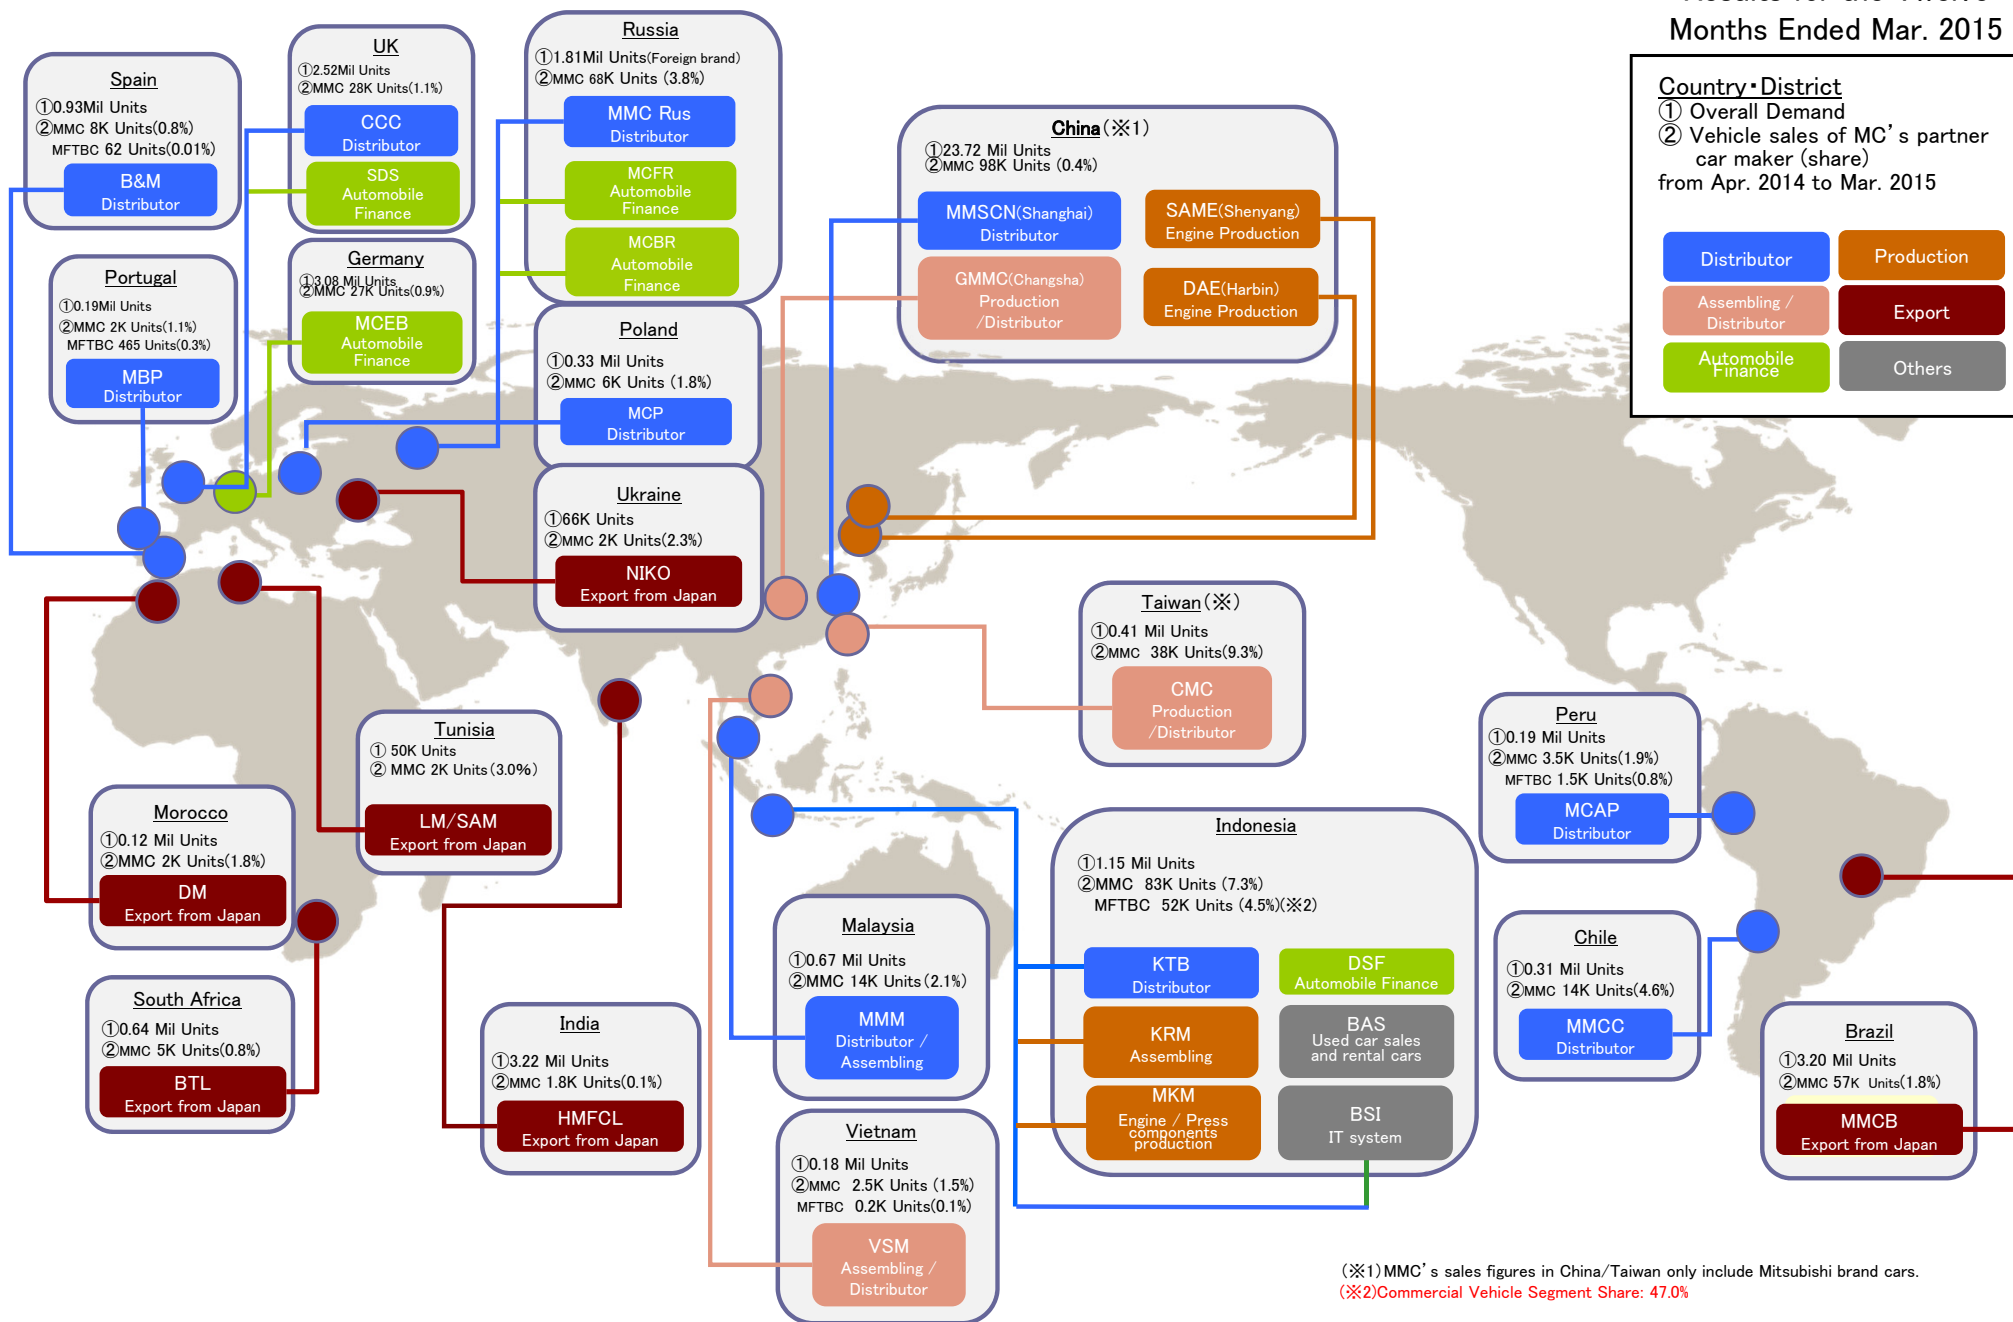 Results for the Twelve
Months Ended Mar. 2015
Country・District
① Overall Demand
② Vehicle sales of MC’s partner
car maker (share)
from Apr. 2014 to Mar. 2015
Distributor
Production
Assembling /
Distributor
Export
Automobile
Finance
Others
Spain
①0.93Mil Units
②MMC 8K Units(0.8%)
MFTBC 62 Units(0.01%)
B&M
Distributor
UK
①2.52Mil Units
②MMC 28K Units(1.1%)
CCC
Distributor
SDS
Automobile
Finance
Russia
①1.81Mil Units(Foreign brand)
②MMC 68K Units (3.8%)
MMC Rus
Distributor
MCFR
Automobile
Finance
MCBR
Automobile
Finance
China(※1)
①23.72 Mil Units
②MMC 98K Units (0.4%)
MMSCN(Shanghai)
Distributor
SAME(Shenyang)
Engine Production
GMMC(Changsha)
Production
/Distributor
DAE(Harbin)
Engine Production
Portugal
①0.19Mil Units
②MMC 2K Units(1.1%)
MFTBC 465 Units(0.3%)
MBP
Distributor
Germany
①3.08 Mil Units
②MMC 27K Units(0.9%)
MCEB
Automobile
Finance
Poland
①0.33 Mil Units
②MMC 6K Units (1.8%)
MCP
Distributor
Ukraine
①66K Units
②MMC 2K Units(2.3%)
NIKO
Export from Japan
Taiwan(※)
①0.41 Mil Units
②MMC 38K Units(9.3%)
CMC
Production
/Distributor
Tunisia
① 50K Units
② MMC 2K Units(3.0%)
LM/SAM
Export from Japan
Peru
①0.19 Mil Units
②MMC 3.5K Units(1.9%)
MFTBC 1.5K Units(0.8%)
MCAP
Distributor
Morocco
①0.12 Mil Units
②MMC 2K Units(1.8%)
DM
Export from Japan
Indonesia
①1.15 Mil Units
②MMC 83K Units (7.3%)
MFTBC 52K Units (4.5%)(※2)
KTB
Distributor
DSF
Automobile Finance
KRM
Assembling
BAS
Used car sales
and rental cars
MKM
Engine / Press
components
production
BSI
IT system
Malaysia
①0.67 Mil Units
②MMC 14K Units(2.1%)
MMM
Distributor /
Assembling
Chile
①0.31 Mil Units
②MMC 14K Units(4.6%)
MMCC
Distributor
South Africa
①0.64 Mil Units
②MMC 5K Units(0.8%)
BTL
Export from Japan
India
①3.22 Mil Units
②MMC 1.8K Units(0.1%)
HMFCL
Export from Japan
Brazil
①3.20 Mil Units
②MMC 57K Units(1.8%)
MMCB
Export from Japan
Vietnam
①0.18 Mil Units
②MMC 2.5K Units (1.5%)
MFTBC 0.2K Units(0.1%)
VSM
Assembling /
Distributor
(※1)MMC’s sales figures in China/Taiwan only include Mitsubishi brand cars.
(※2)Commercial Vehicle Segment Share: 47.0%